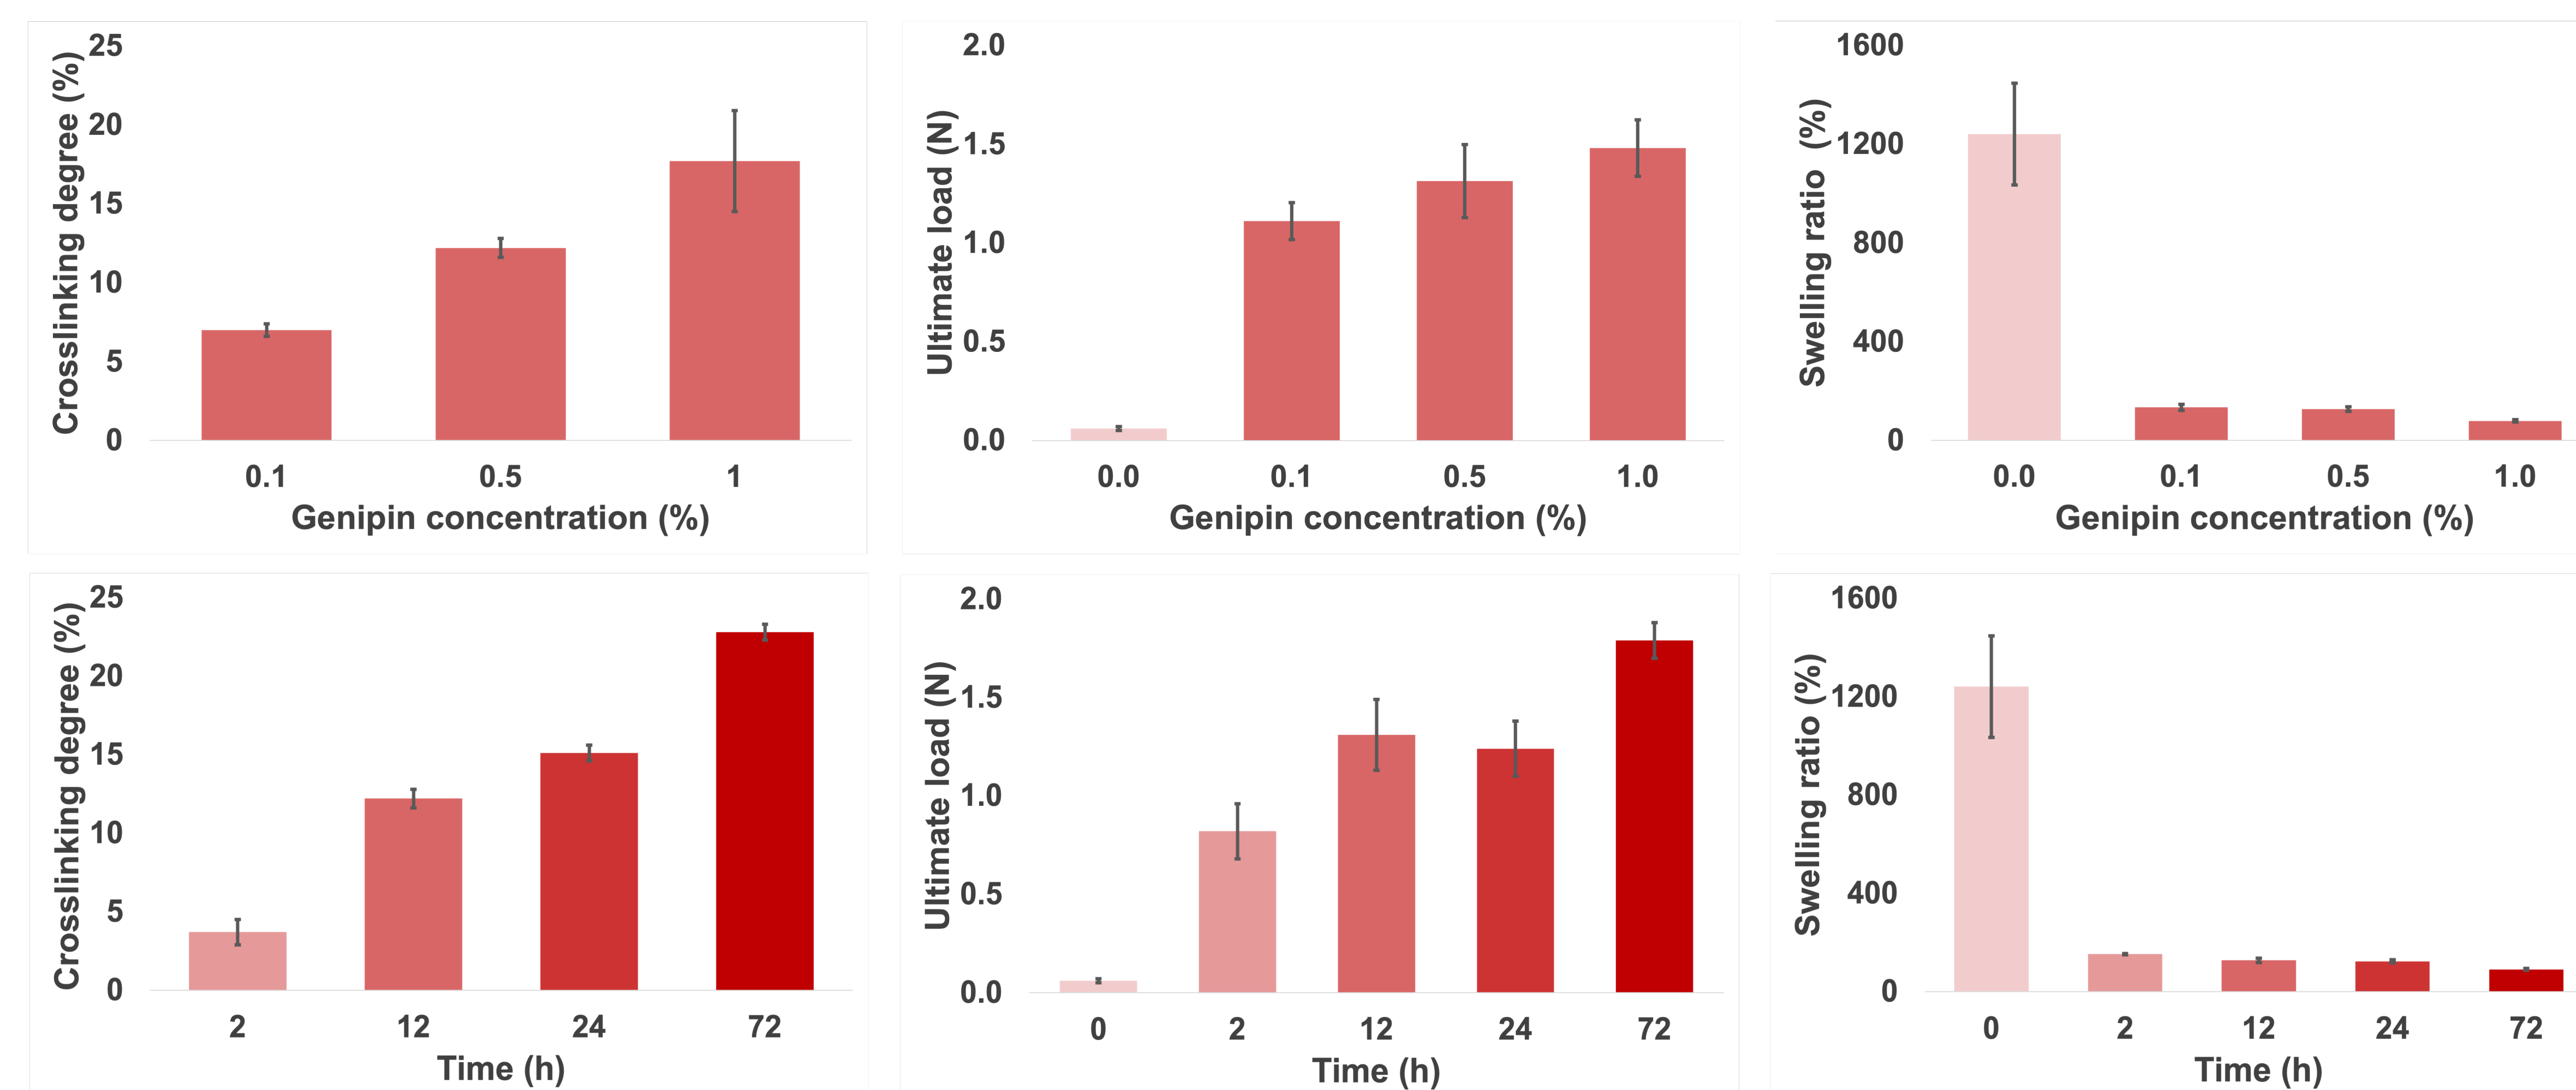 Crosslinking degree (%)
25
20
15
10
5
0
0.1 0.5 1
Genipin concentration (%)
Ultimate load (N)
2.0
1.5
1.0
0.5
0.0
0.0 0.1 0.5 1.0
Genipin concentration (%)
Swelling ratio (%)
1600
1200
800
400
0
0.0 0.1 0.5 1.0
Genipin concentration (%)
Crosslinking degree (%)
25
20
15
10
5
0
2 12 24 72
Time (h)
Ultimate load (N)
2.0
1.5
1.0
0.5
0.0
0 2 12 24 72
Time (h)
Swelling ratio (%)
1600
1200
800
400
0
0 2 12 24 72
Time (h)